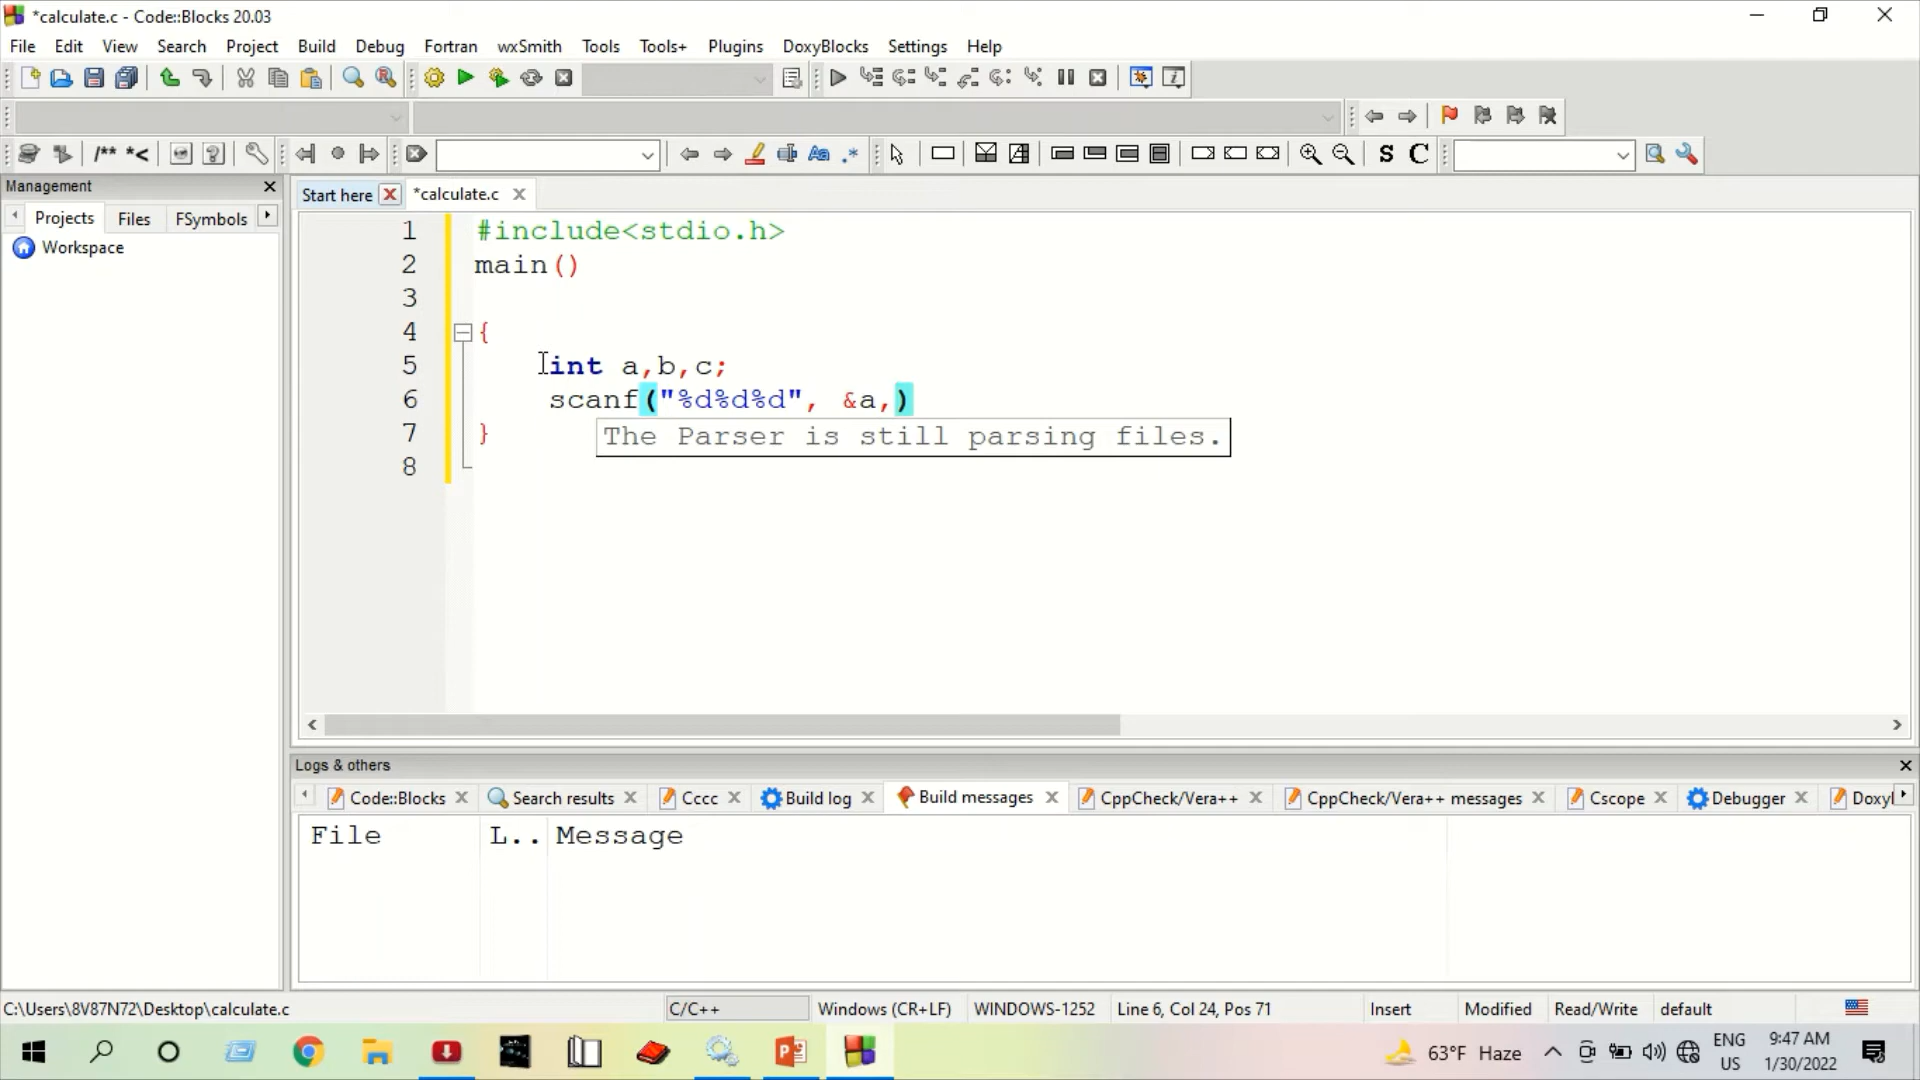 *calculate.c - Code::Blocks 20.03
File Edit View Search Project Build Debug Fortran wxSmith Tools Tools+ Plugins DoxyBlocks Settings Help
/** *< Aa .* S C
Management
Projects Files FSymbols
Workspace
Start here *calculate.c
1 #include<stdio.h>
2 main()
3
4 {
5 int a,b,c;
6 scanf("%d%d%d", &a,)
The Parser is still parsing files.
7 }
8
Logs & others
Code::Blocks Search results Cccc Build log Build messages CppCheck/Vera++ CppCheck/Vera++ messages Cscope Debugger Doxyl
File L.. Message
C:\Users\8V87N72\Desktop\calculate.c C/C++ Windows (CR+LF) WINDOWS-1252 Line 6, Col 24, Pos 71 Insert Modified Read/Write default
63°F Haze ENG US 9:47 AM 1/30/2022